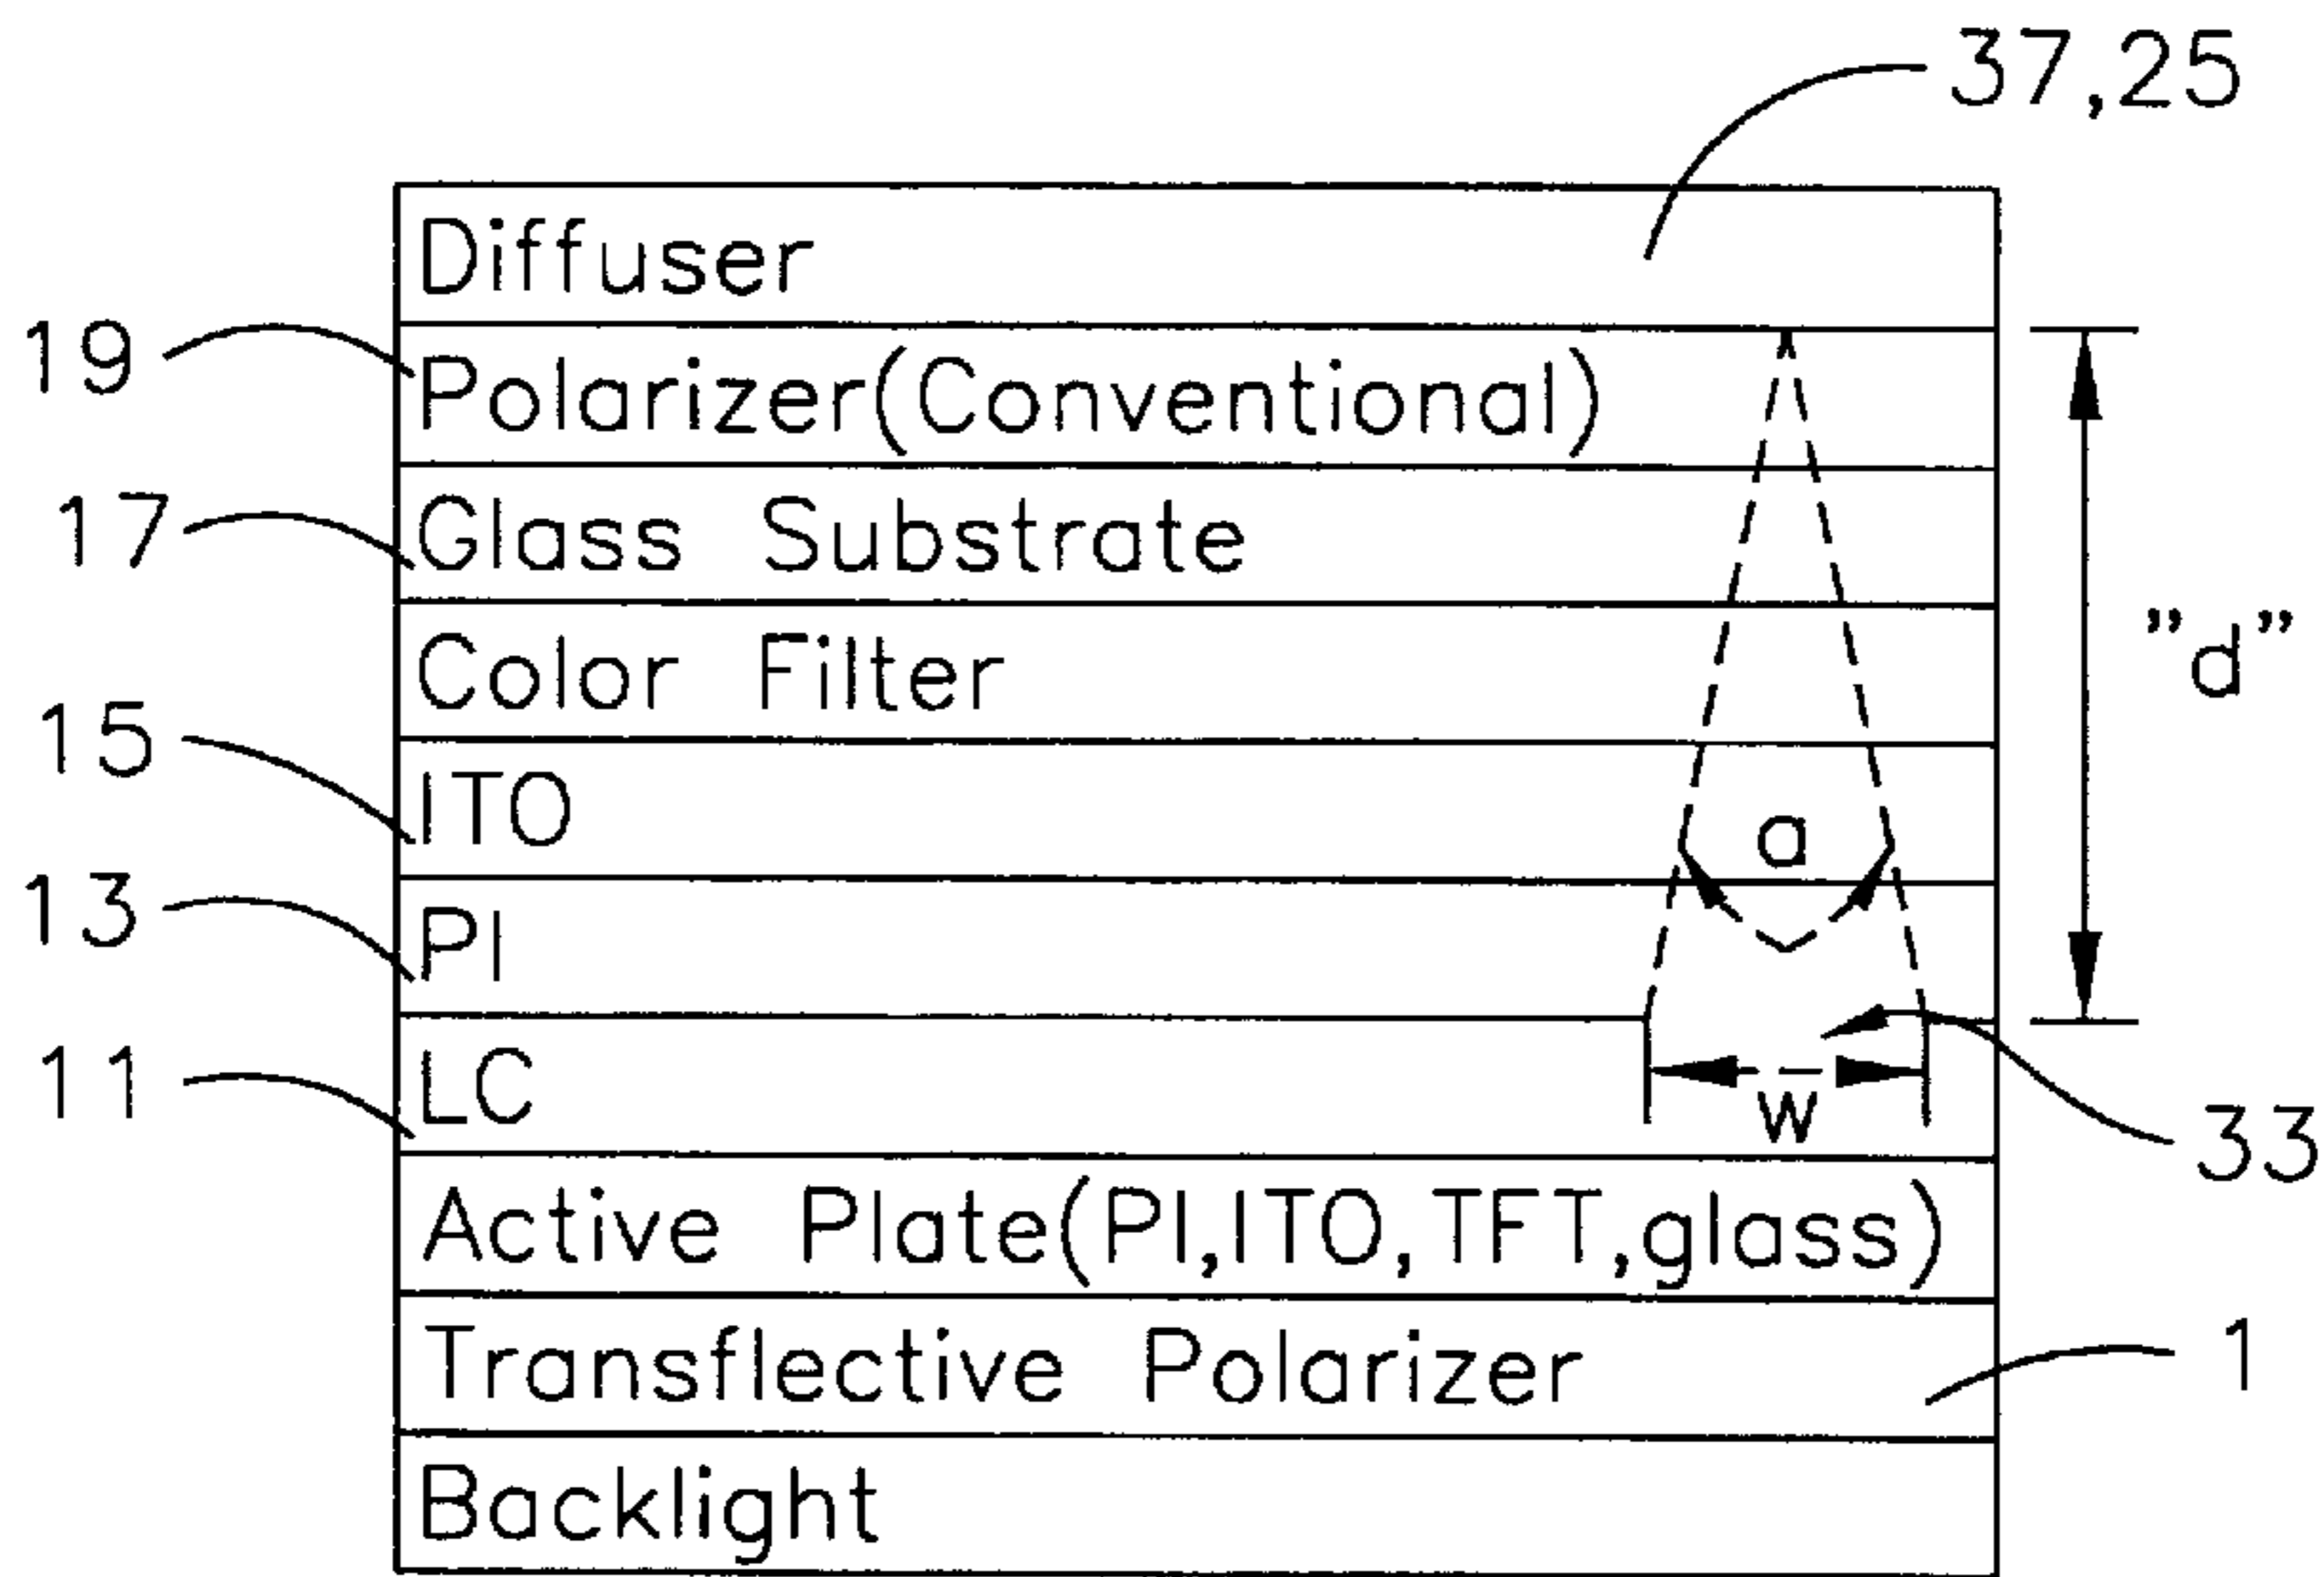 37,25
Diffuser
19
Polarizer(Conventional)
17
Glass Substrate
Color Filter
"d"
15
ITO
a
13
PI
11
LC
w
33
Active Plate(PI,ITO,TFT,glass)
Transflective Polarizer
1
Backlight